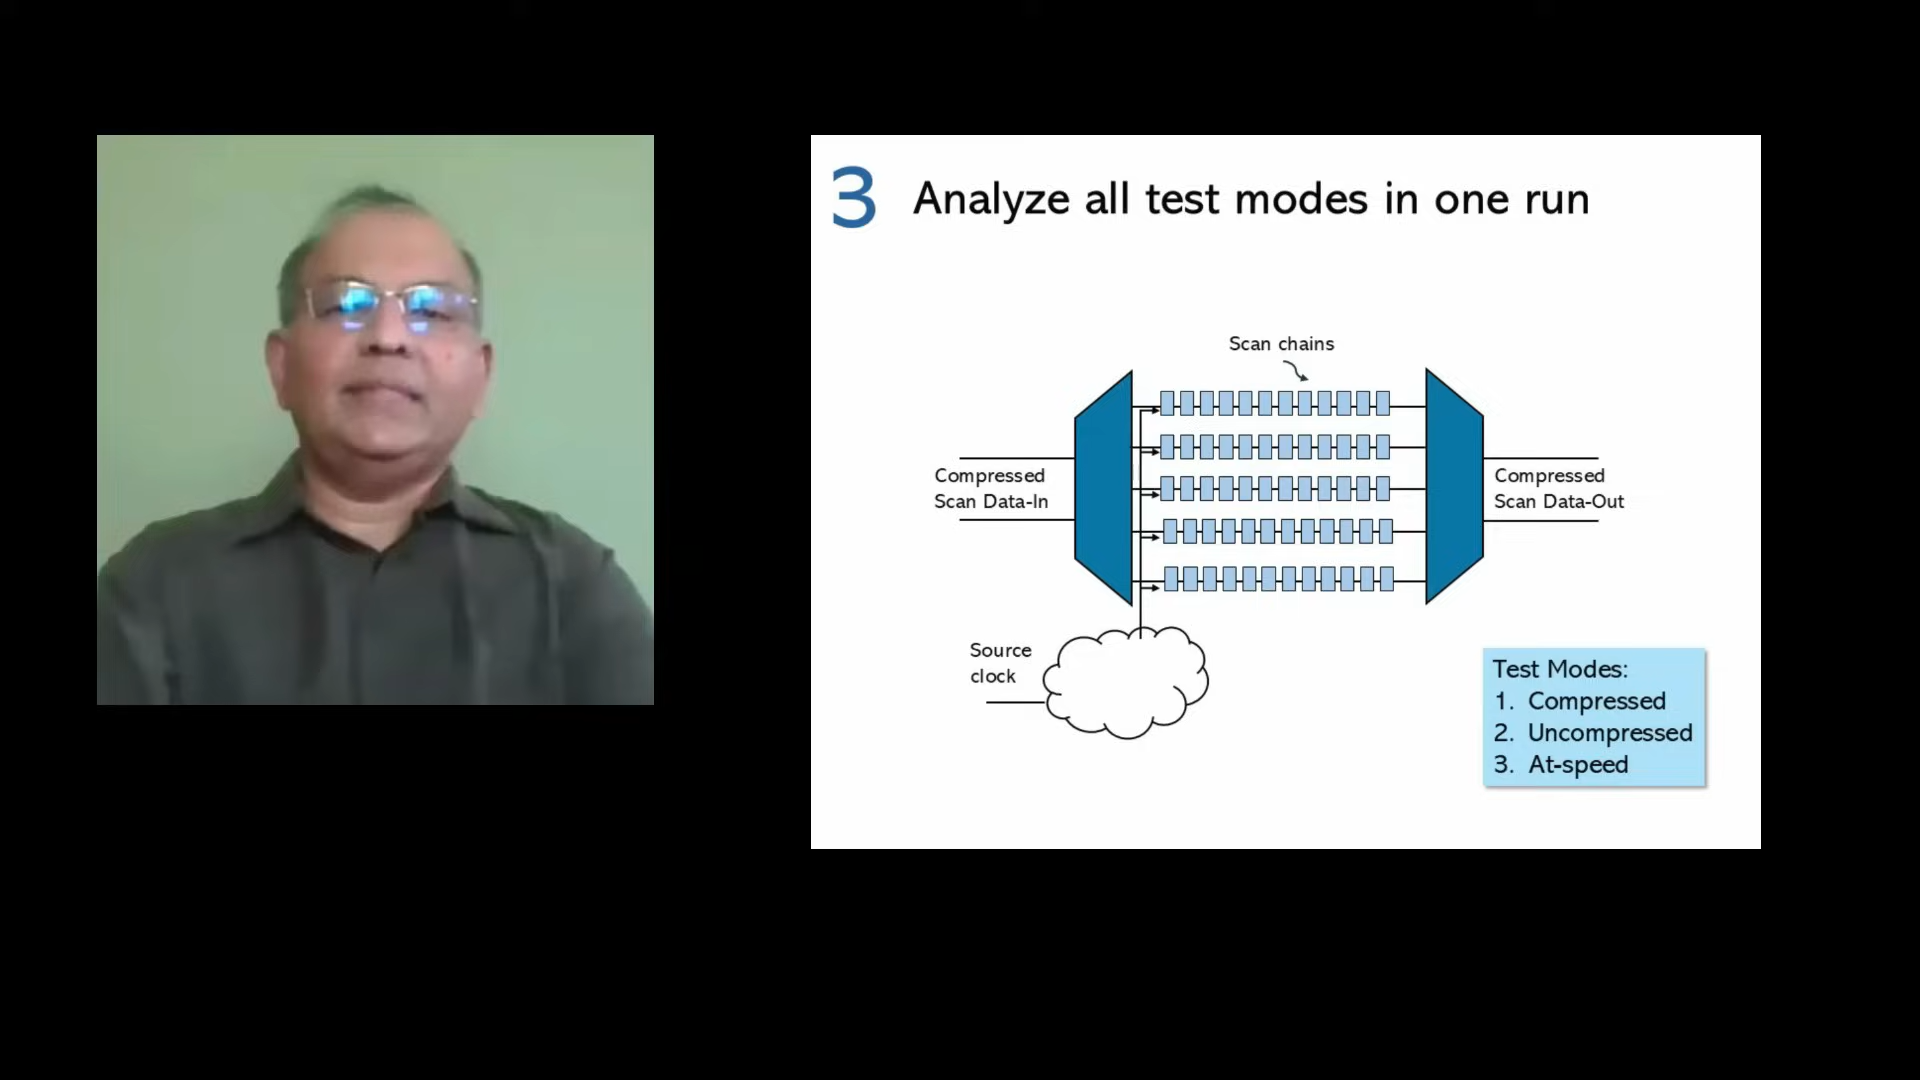 3 Analyze all test modes in one run
Scan chains
Compressed
Scan Data-In
Compressed
Scan Data-Out
Source
clock
Test Modes:
1. Compressed
2. Uncompressed
3. At-speed